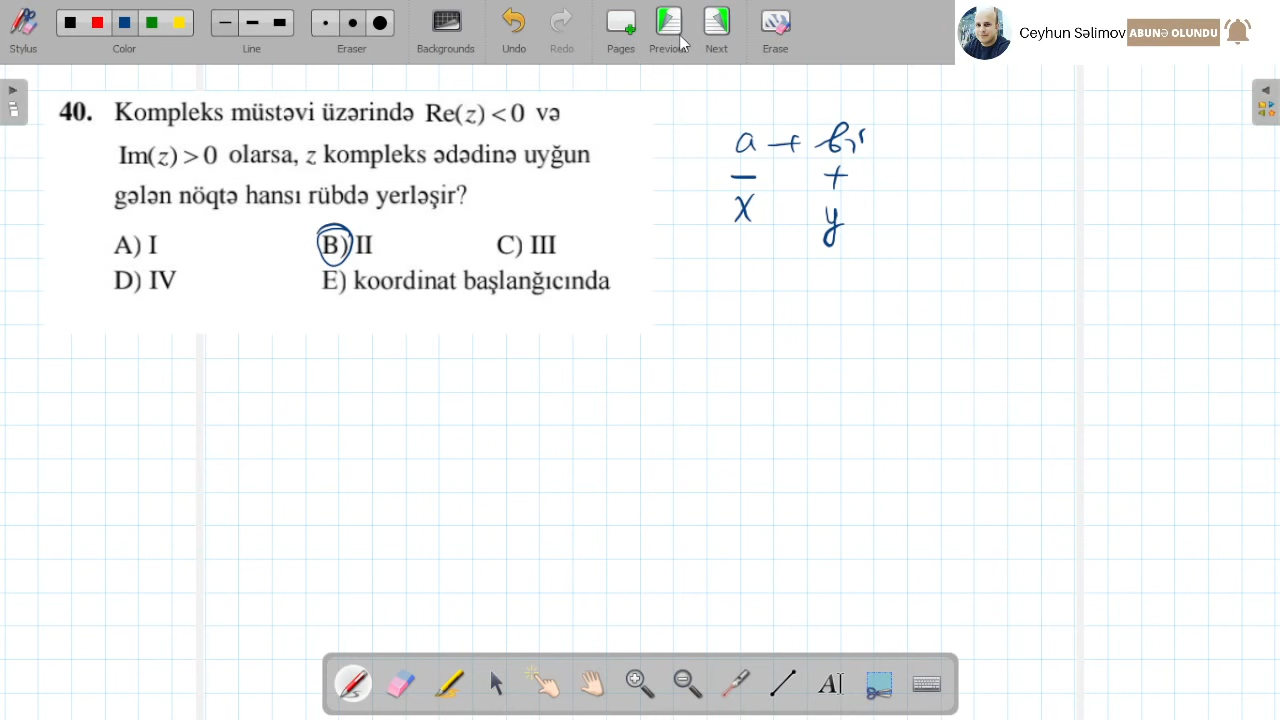 Stylus
Color
Line
Eraser
Backgrounds
Undo
Redo
Pages
Previous
Next
Erase
Ceyhun Səlimov
ABUNƏ OLUNDU
40. Kompleks müstəvi üzərində Re(z) < 0 və
Im(z) > 0 olarsa, z kompleks ədədinə uyğun
gələn nöqtə hansı rübdə yerləşir?
A) I B) II C) III
D) IV E) koordinat başlanğıcında
a + bi
− +
x y